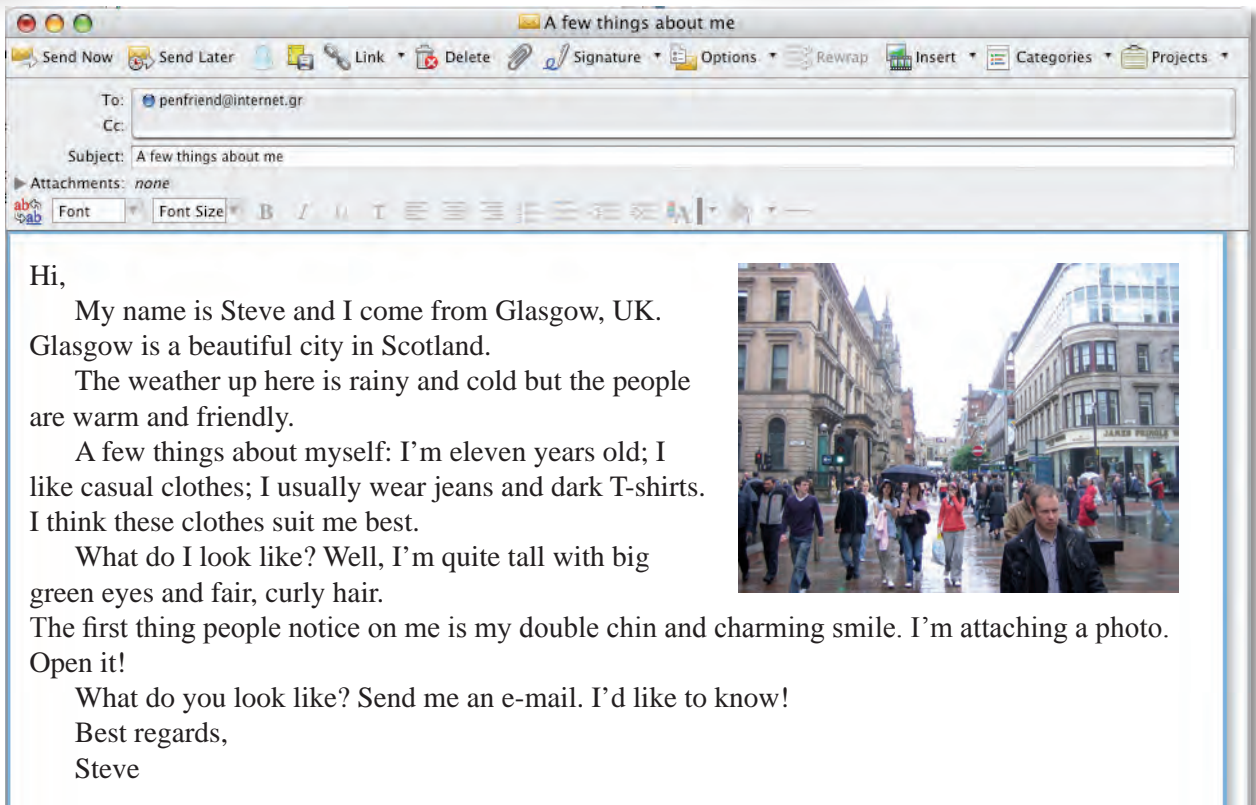 A few things about me
Send Now Send Later Link Delete Signature Options Rewrap Insert Categories Projects
To: penfriend@internet.gr
Cc:
Subject: A few things about me
Attachments: none
Font Font Size B I U T
Hi,
My name is Steve and I come from Glasgow, UK.
Glasgow is a beautiful city in Scotland.
The weather up here is rainy and cold but the people
are warm and friendly.
A few things about myself: I’m eleven years old; I
like casual clothes; I usually wear jeans and dark T-shirts.
I think these clothes suit me best.
What do I look like? Well, I’m quite tall with big
green eyes and fair, curly hair.
The first thing people notice on me is my double chin and charming smile. I’m attaching a photo.
Open it!
What do you look like? Send me an e-mail. I’d like to know!
Best regards,
Steve
JAMES PRINGLE